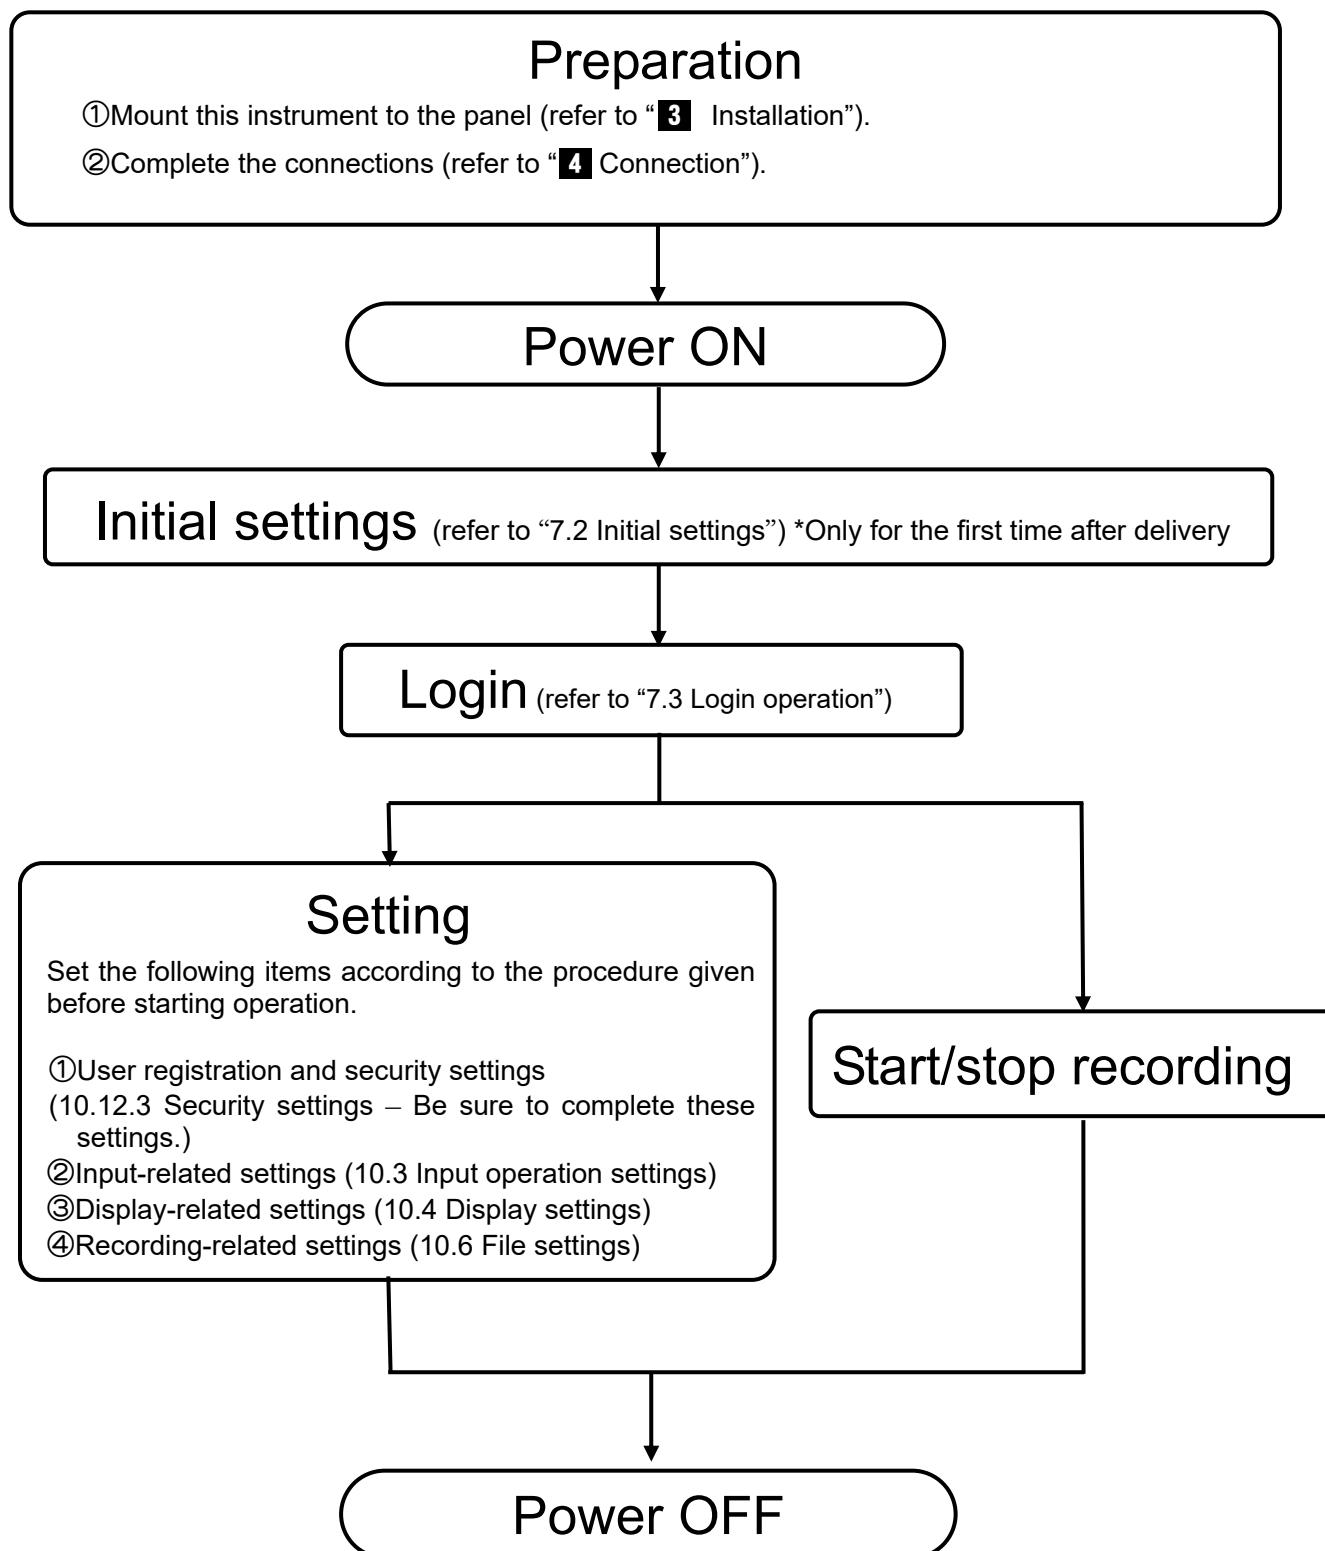 Preparation
①Mount this instrument to the panel (refer to “3 Installation”).
②Complete the connections (refer to “4 Connection”).
Power ON
Initial settings (refer to “7.2 Initial settings”) *Only for the first time after delivery
Login (refer to “7.3 Login operation”)
Setting
Set the following items according to the procedure given
before starting operation.
①User registration and security settings
(10.12.3 Security settings – Be sure to complete these
settings.)
②Input-related settings (10.3 Input operation settings)
③Display-related settings (10.4 Display settings)
④Recording-related settings (10.6 File settings)
Start/stop recording
Power OFF